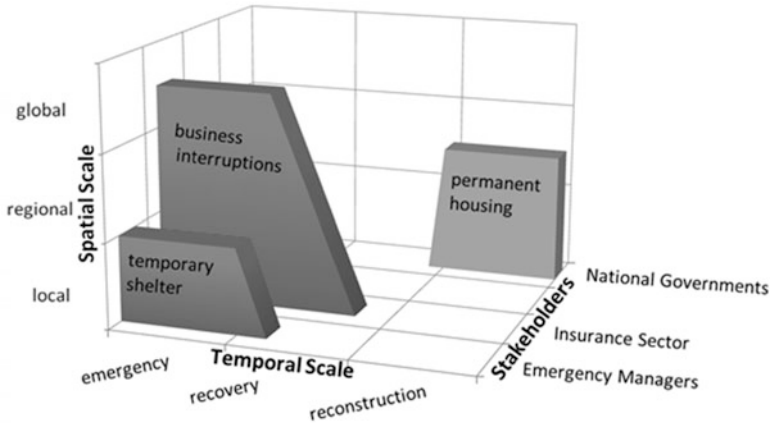 global
regional
local
Spatial Scale
business
interruptions
temporary
shelter
permanent
housing
emergency
recovery
reconstruction
Temporal Scale
Stakeholders
National Governments
Insurance Sector
Emergency Managers